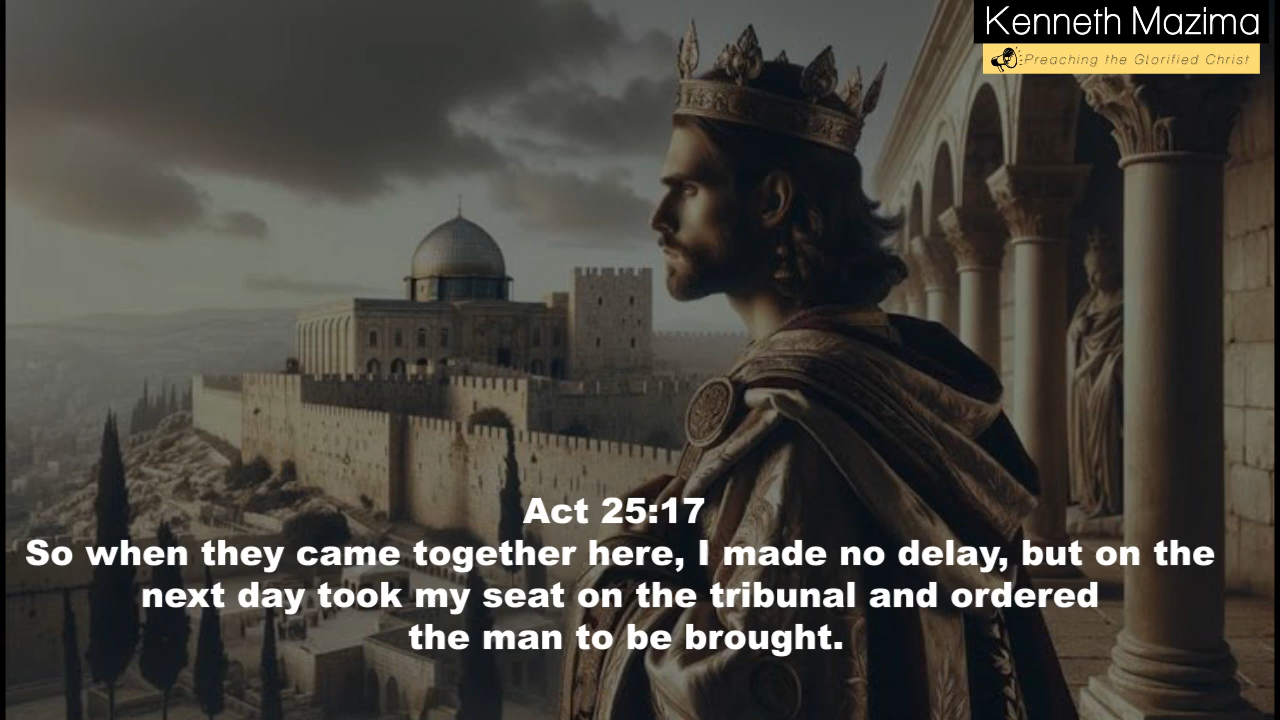 Kenneth Mazima
Preaching the Glorified Christ
Act 25:17
So when they came together here, I made no delay, but on the
next day took my seat on the tribunal and ordered
the man to be brought.